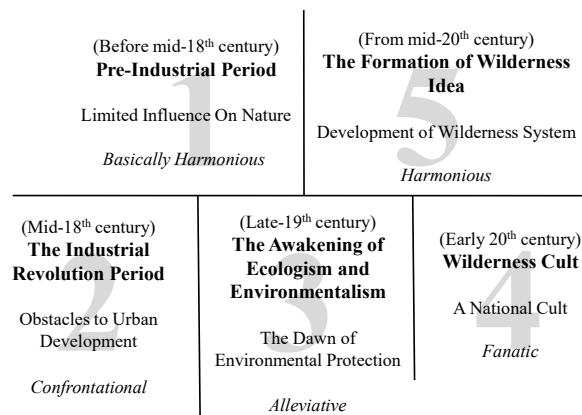 (Before mid-18th century)
Pre-Industrial Period
Limited Influence On Nature
Basically Harmonious
1
(From mid-20th century)
The Formation of Wilderness
Idea
Development of Wilderness System
Harmonious
5
(Mid-18th century)
The Industrial
Revolution Period
Obstacles to Urban
Development
Confrontational
2
(Late-19th century)
The Awakening of
Ecologism and
Environmentalism
The Dawn of
Environmental Protection
Alleviative
3
(Early 20th century)
Wilderness Cult
A National Cult
Fanatic
4